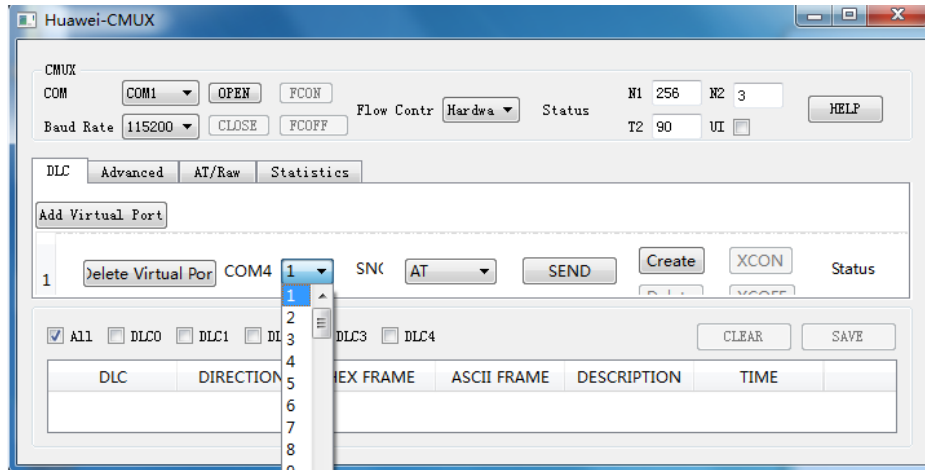 Huawei-CMUX
CMUX
COM COM1 OPEN FCON
Flow Contr Hardwa Status N1 256 N2 3 HELP
Baud Rate 115200 CLOSE FCOFF T2 90 UI
DLC Advanced AT/Raw Statistics
Add Virtual Port
1 Delete Virtual Por COM4 1 SNC AT SEND Create XCON Status
1
2
3
4
5
6
7
8
All DLC0 DLC1 DLC3 DLC4 CLEAR SAVE
DLC DIRECTION HEX FRAME ASCII FRAME DESCRIPTION TIME